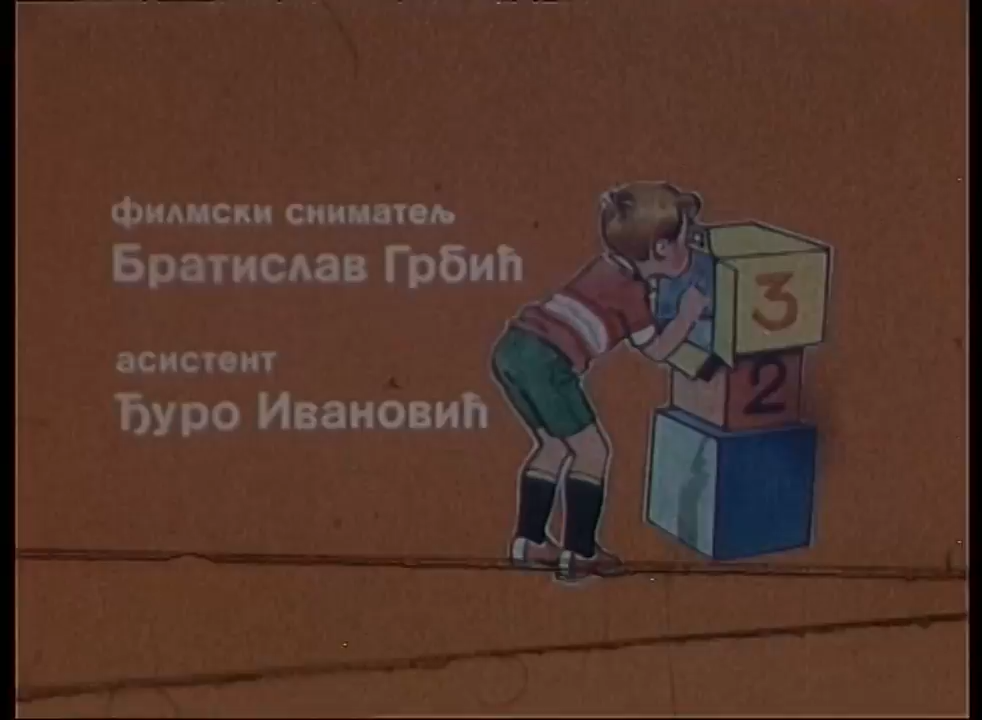 филмски сниматељ
Братислав Грбић
асистент
Ђуро Ивановић
3
2